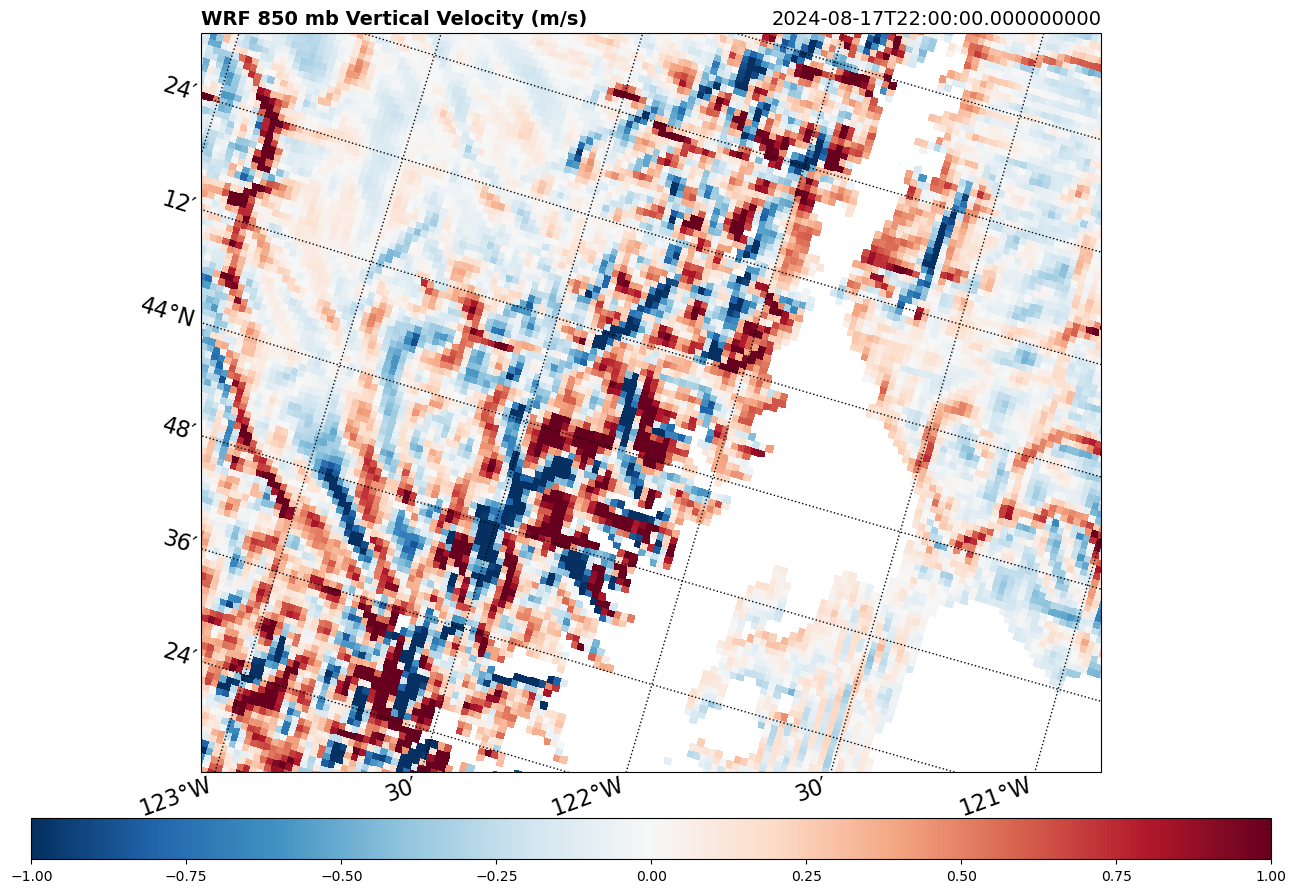 WRF 850 mb Vertical Velocity (m/s) 2024-08-17T22:00:00.000000000
24′
12′
44°N
48′
36′
24′
123°W 30′ 122°W 30′ 121°W
−1.00 −0.75 −0.50 −0.25 0.00 0.25 0.50 0.75 1.00